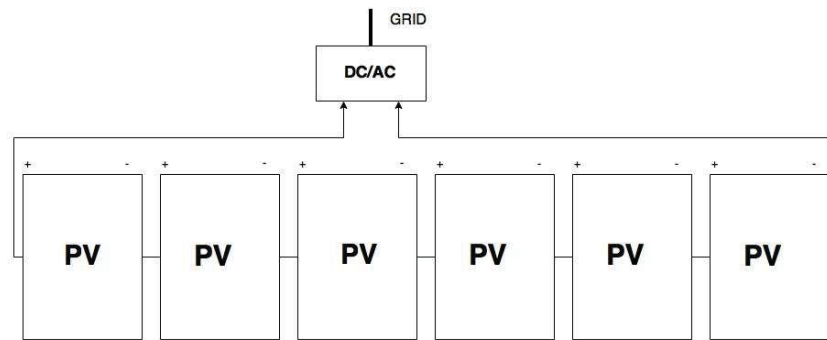 GRID
DC/AC
+ - + - + - + - + - + -
PV PV PV PV PV PV